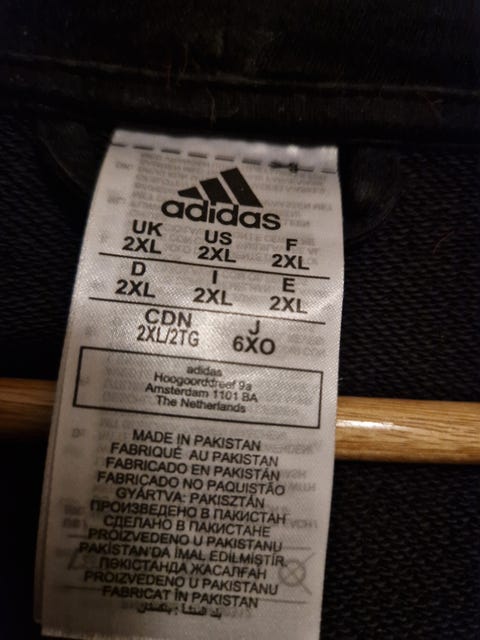 adidas
UK US F
2XL 2XL 2XL
D I E
2XL 2XL 2XL
CDN J
2XL/2TG 6XO
adidas
Hoogoorddreef 9a
Amsterdam 1101 BA
The Netherlands
MADE IN PAKISTAN
FABRIQUÉ AU PAKISTAN
FABRICADO EN PAKISTÁN
FABRICADO NO PAQUISTÃO
GYÁRTVA: PAKISZTÁN
ПРОИЗВЕДЕНО В ПАКИСТАН
СДЕЛАНО В ПАКИСТАНЕ
PROIZVEDENO U PAKISTANU
PAKİSTAN'DA İMAL EDİLMİŞTİR
ПӘКІСТАНДА ЖАСАЛҒАН
PROIZVEDENO U PAKISTANU
FABRICAT ÎN PAKISTAN